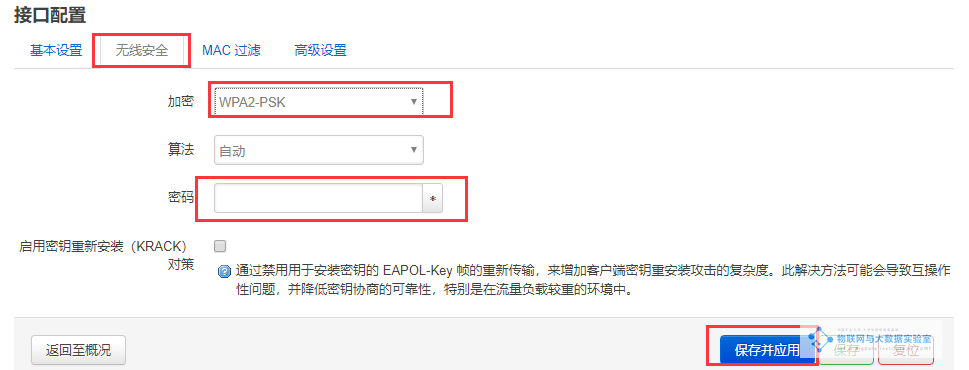 接口配置
基本设置 无线安全 MAC 过滤 高级设置
加密 WPA2-PSK
算法 自动
密码 *
启用密钥重新安装（KRACK）
对策
通过禁用用于安装密钥的 EAPOL-Key 帧的重新传输，来增加客户端密钥重安装攻击的复杂度。此解决方法可能会导致互操作
性问题，并降低密钥协商的可靠性，特别是在流量负载较重的环境中。
返回至概况 保存并应用 保存 复位
物联网与大数据实验室